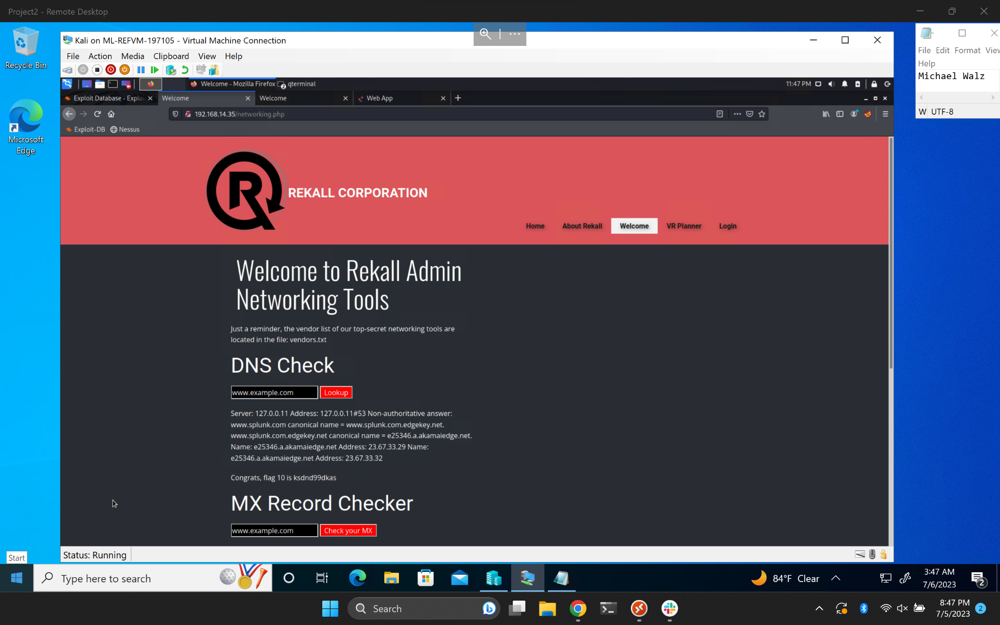 Project2 - Remote Desktop
Recycle Bin
Microsoft
Edge
Kali on ML-REFVM-197105 - Virtual Machine Connection
File Action Media Clipboard View Help
Welcome - Mozilla Firefox
2
qterminal
11:47 PM
Exploit Database - Exploi
Welcome
Welcome
Web App
192.168.14.35/networking.php
Exploit-DB
Nessus
R
REKALL CORPORATION
Home
About Rekall
Welcome
VR Planner
Login
Welcome to Rekall Admin
Networking Tools
Just a reminder, the vendor list of our top-secret networking tools are
located in the file: vendors.txt
DNS Check
www.example.com
Lookup
Server: 127.0.0.11 Address: 127.0.0.11#53 Non-authoritative answer:
www.splunk.com canonical name = www.splunk.com.edgekey.net.
www.splunk.com.edgekey.net canonical name = e25346.a.akamaiedge.net.
Name: e25346.a.akamaiedge.net Address: 23.67.33.29 Name:
e25346.a.akamaiedge.net Address: 23.67.33.32
Congrats, flag 10 is ksdnd99dkas
MX Record Checker
www.example.com
Check your MX
Status: Running
File Edit Format View
Help
Michael Walz
W UTF-8
Start
Type here to search
84°F Clear
3:47 AM
7/6/2023
2
Search
8:47 PM
7/5/2023
2